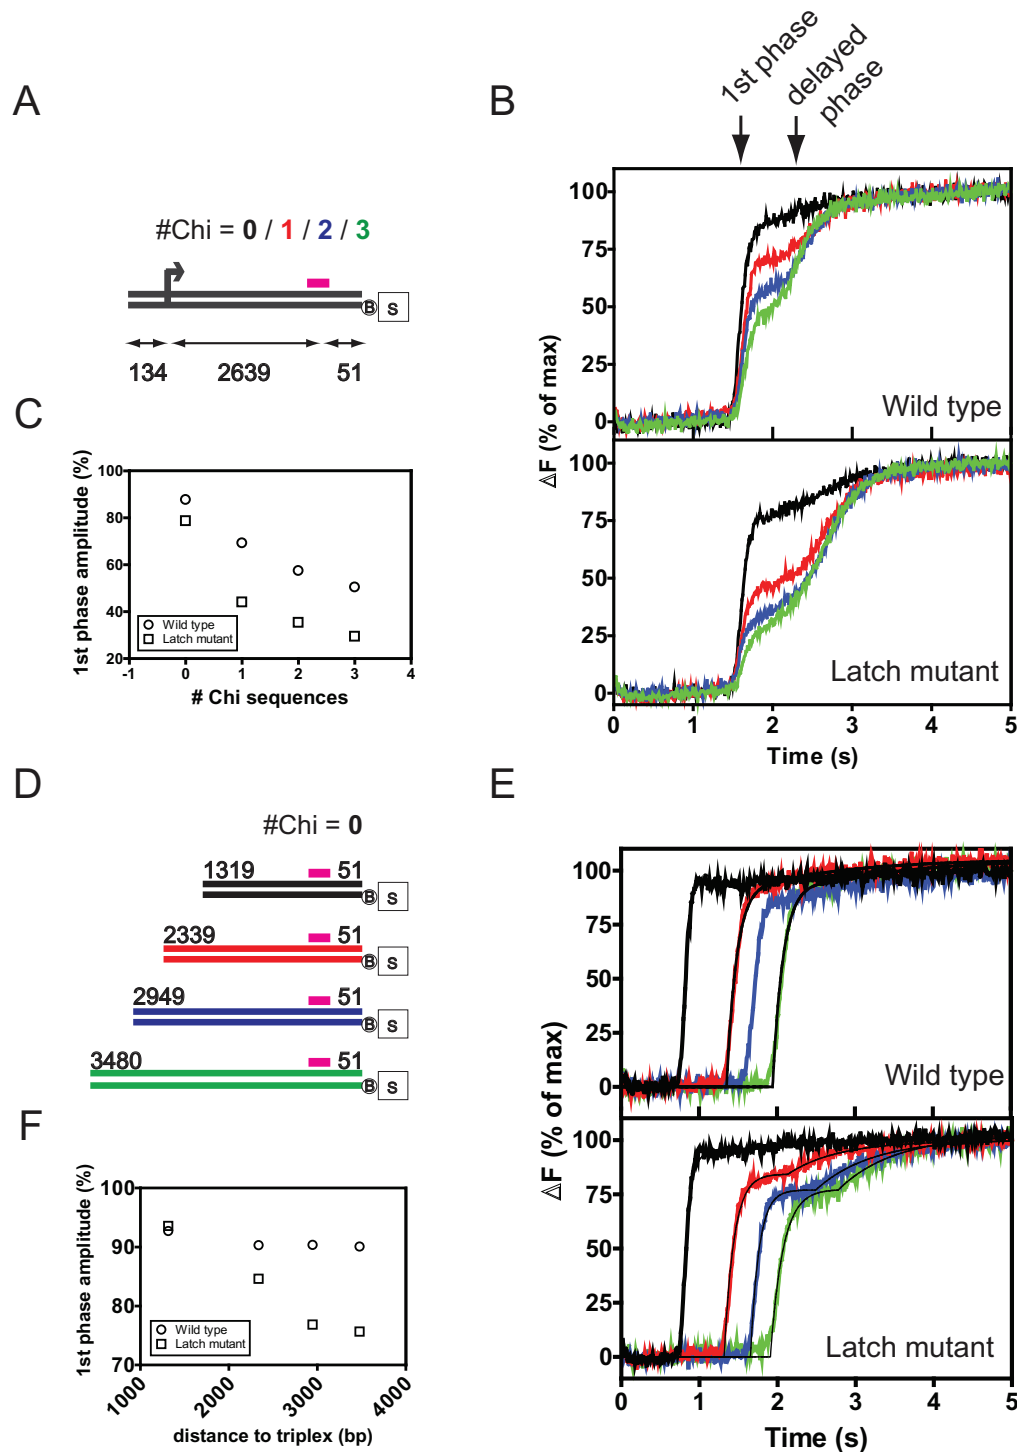 A
#Chi = 0 / 1 / 2 / 3
B S
134 2639 51
B
1st phase
delayed phase
100
75
50
25
0
Wild type
100
75
50
25
0
Latch mutant
ΔF (% of max)
0 1 2 3 4 5
Time (s)
C
1st phase amplitude (%)
100
80
60
40
20
Wild type
Latch mutant
-1 0 1 2 3 4
# Chi sequences
D
#Chi = 0
1319 51
B S
2339 51
B S
2949 51
B S
3480 51
B S
E
100
75
50
25
0
Wild type
100
75
50
25
0
Latch mutant
ΔF (% of max)
0 1 2 3 4 5
Time (s)
F
1st phase amplitude (%)
100
90
80
70
Wild type
Latch mutant
1000 2000 3000 4000
distance to triplex (bp)